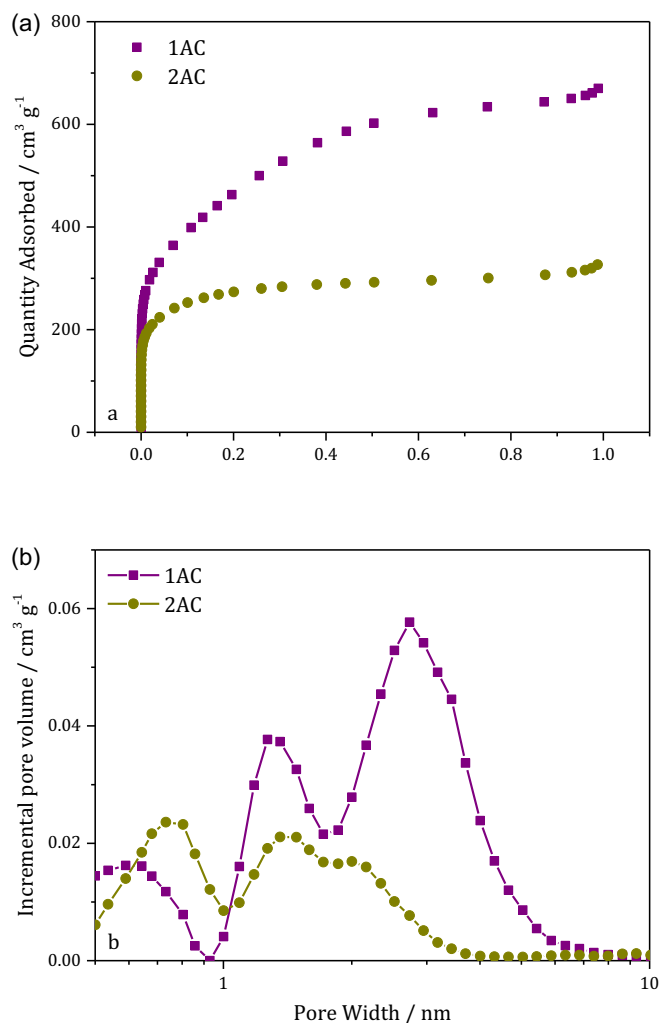 (a)
800
1AC
2AC
600
400
200
0
Quantity Adsorbed / cm³ g⁻¹
a
0.0 0.2 0.4 0.6 0.8 1.0
(b)
1AC
2AC
0.06
0.04
0.02
0.00
Incremental pore volume / cm³ g⁻¹
b
1 10
Pore Width / nm